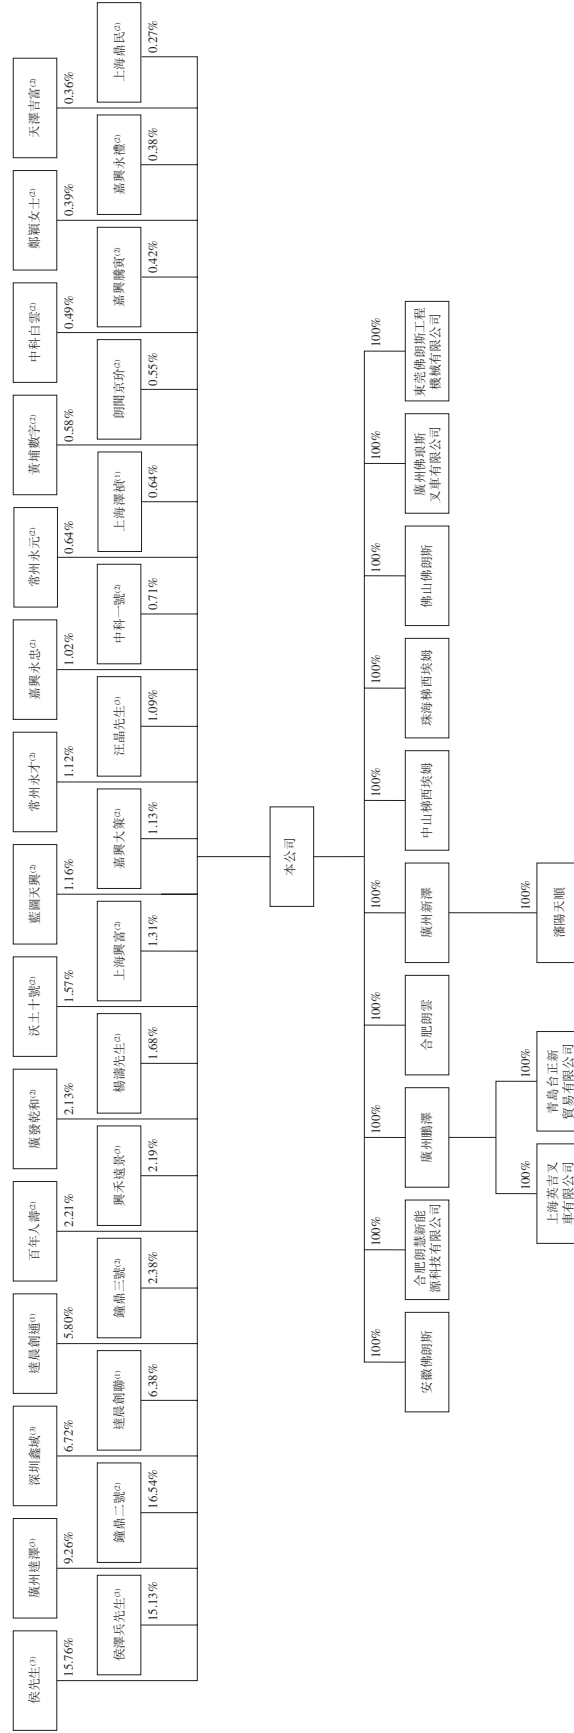 侯先生(3)
15.76%
侯澤兵先生(3)
15.13%
廣州達澤(3)
9.26%
鐘鼎二號(2)
16.54%
深圳鑫域(3)
6.72%
達晨創聯(1)
6.38%
達晨創通(1)
5.80%
鐘鼎三號(2)
2.38%
百年人壽(2)
2.21%
興禾遠景(3)
2.19%
廣發乾和(2)
2.13%
楊濤先生(2)
1.68%
沃土十號(2)
1.57%
上海興富(2)
1.31%
藍圖天興(2)
1.16%
嘉興大策(2)
1.13%
常州永才(2)
1.12%
汪晶先生(3)
1.09%
嘉興永忠(2)
1.02%
中科一號(2)
0.71%
常州永元(2)
0.64%
上海澤禎(1)
0.64%
黃埔數字(2)
0.58%
朗聞京玠(2)
0.55%
中科白雲(2)
0.49%
嘉興騰寅(2)
0.42%
鄭穎女士(2)
0.39%
嘉興永禮(2)
0.38%
天澤吉富(2)
0.36%
上海鼎民(2)
0.27%
本公司
100%
安徽佛朗斯
100%
合肥朗慧新能
源科技有限公司
100%
廣州鵬澤
100%
合肥朗雲
100%
廣州新澤
100%
中山梯西埃姆
100%
珠海梯西埃姆
100%
佛山佛朗斯
100%
廣州佛琅斯
叉車有限公司
100%
東莞佛朗斯工程
機械有限公司
100%
上海英吉叉
車有限公司
100%
青島台正新
貿易有限公司
100%
瀋陽天順